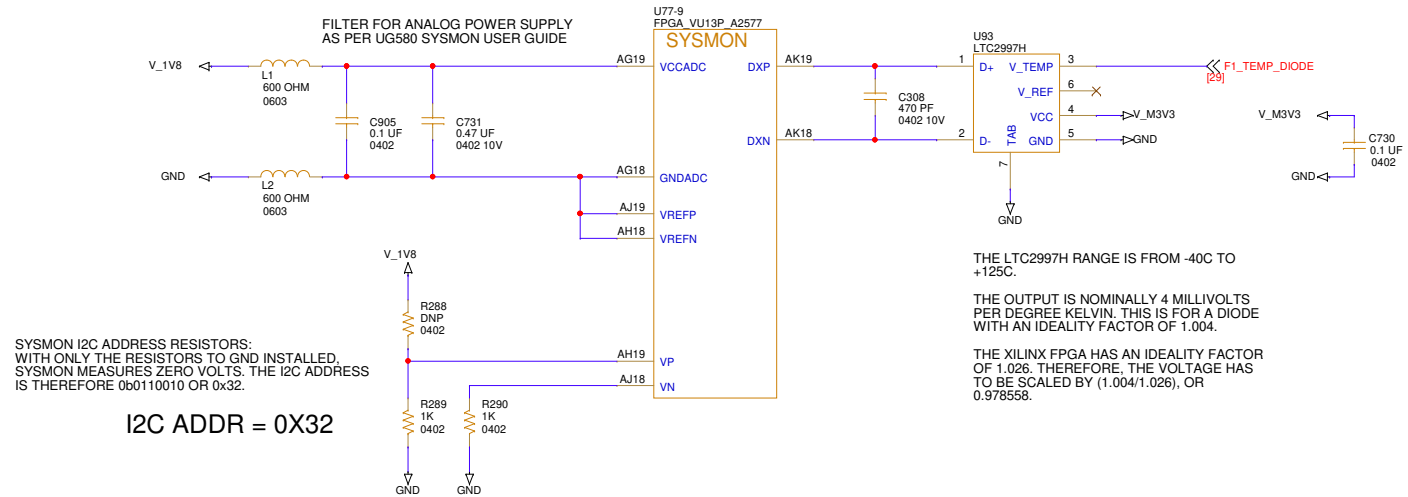 FILTER FOR ANALOG POWER SUPPLY
AS PER UG580 SYSMON USER GUIDE
U77-9
FPGA_VU13P_A2577
SYSMON
V_1V8
L1
600 OHM
0603
C905
0.1 UF
0402
C731
0.47 UF
0402 10V
GND
L2
600 OHM
0603
AG19
VCCADC
AG18
GNDADC
AJ19
VREFP
AH18
VREFN
AH19
VP
AJ18
VN
DXP
AK19
DXN
AK18
C308
470 PF
0402 10V
U93
LTC2997H
1
D+
2
D-
V_TEMP
3
V_REF
6
VCC
4
GND
5
TAB
7
GND
F1_TEMP_DIODE
[29]
V_M3V3
GND
V_M3V3
C730
0.1 UF
0402
GND
V_1V8
R288
DNP
0402
R289
1K
0402
R290
1K
0402
GND
GND
SYSMON I2C ADDRESS RESISTORS:
WITH ONLY THE RESISTORS TO GND INSTALLED,
SYSMON MEASURES ZERO VOLTS. THE I2C ADDRESS
IS THEREFORE 0b0110010 OR 0x32.
I2C ADDR = 0X32
THE LTC2997H RANGE IS FROM -40C TO
+125C.
THE OUTPUT IS NOMINALLY 4 MILLIVOLTS
PER DEGREE KELVIN. THIS IS FOR A DIODE
WITH AN IDEALITY FACTOR OF 1.004.
THE XILINX FPGA HAS AN IDEALITY FACTOR
OF 1.026. THEREFORE, THE VOLTAGE HAS
TO BE SCALED BY (1.004/1.026), OR
0.978558.